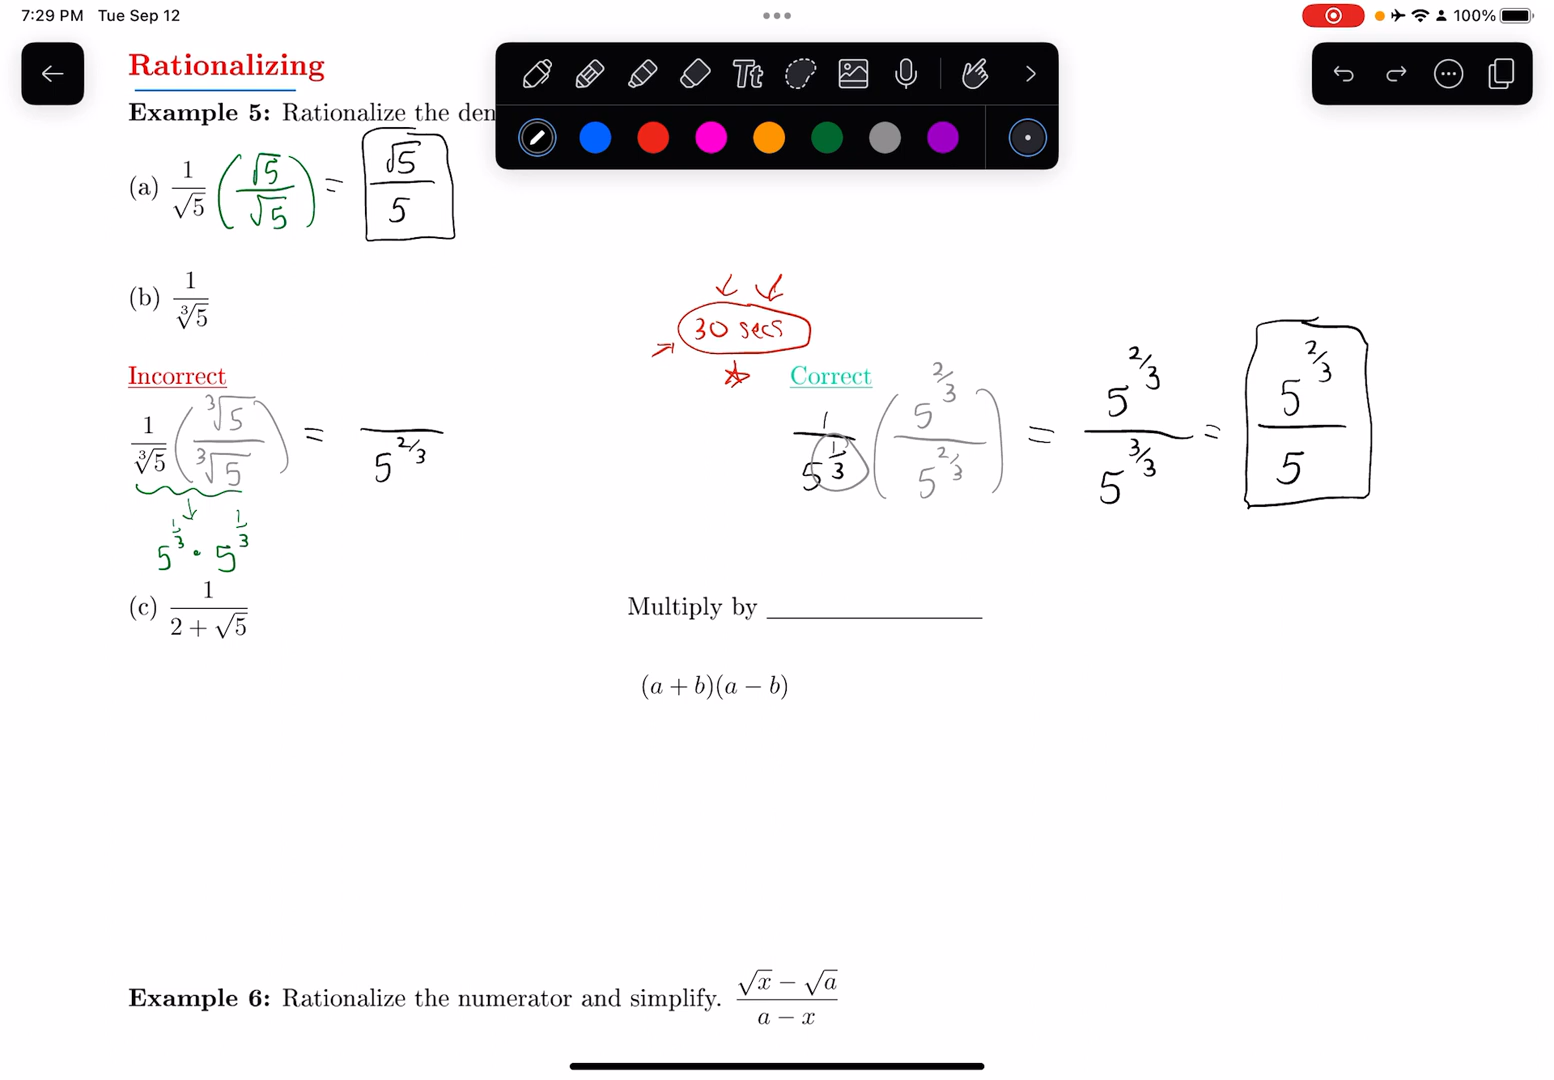 7:29 PM Tue Sep 12
100%
Rationalizing
Tt
Example 5: Rationalize the den
(a) 1/√5 (√5/√5) = √5/5
(b) 1/∛5
30 secs
Incorrect
Correct
1/∛5 (∛5/∛5) = /5^2/3
1/5^1/3 (5^2/3 / 5^2/3) = 5^2/3 / 5^3/3 = 5^2/3 / 5
5^1/3 · 5^1/3
(c) 1/(2 + √5)
Multiply by ____________
(a + b)(a − b)
Example 6: Rationalize the numerator and simplify. (√x − √a)/(a − x)